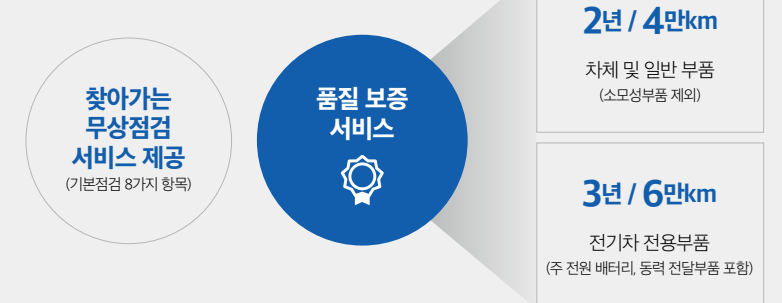 찾아가는
무상점검
서비스 제공
(기본점검 8가지 항목)
품질 보증
서비스
2년 / 4만km
차체 및 일반 부품
(소모성부품 제외)
3년 / 6만km
전기차 전용부품
(주 전원 배터리, 동력 전달부품 포함)